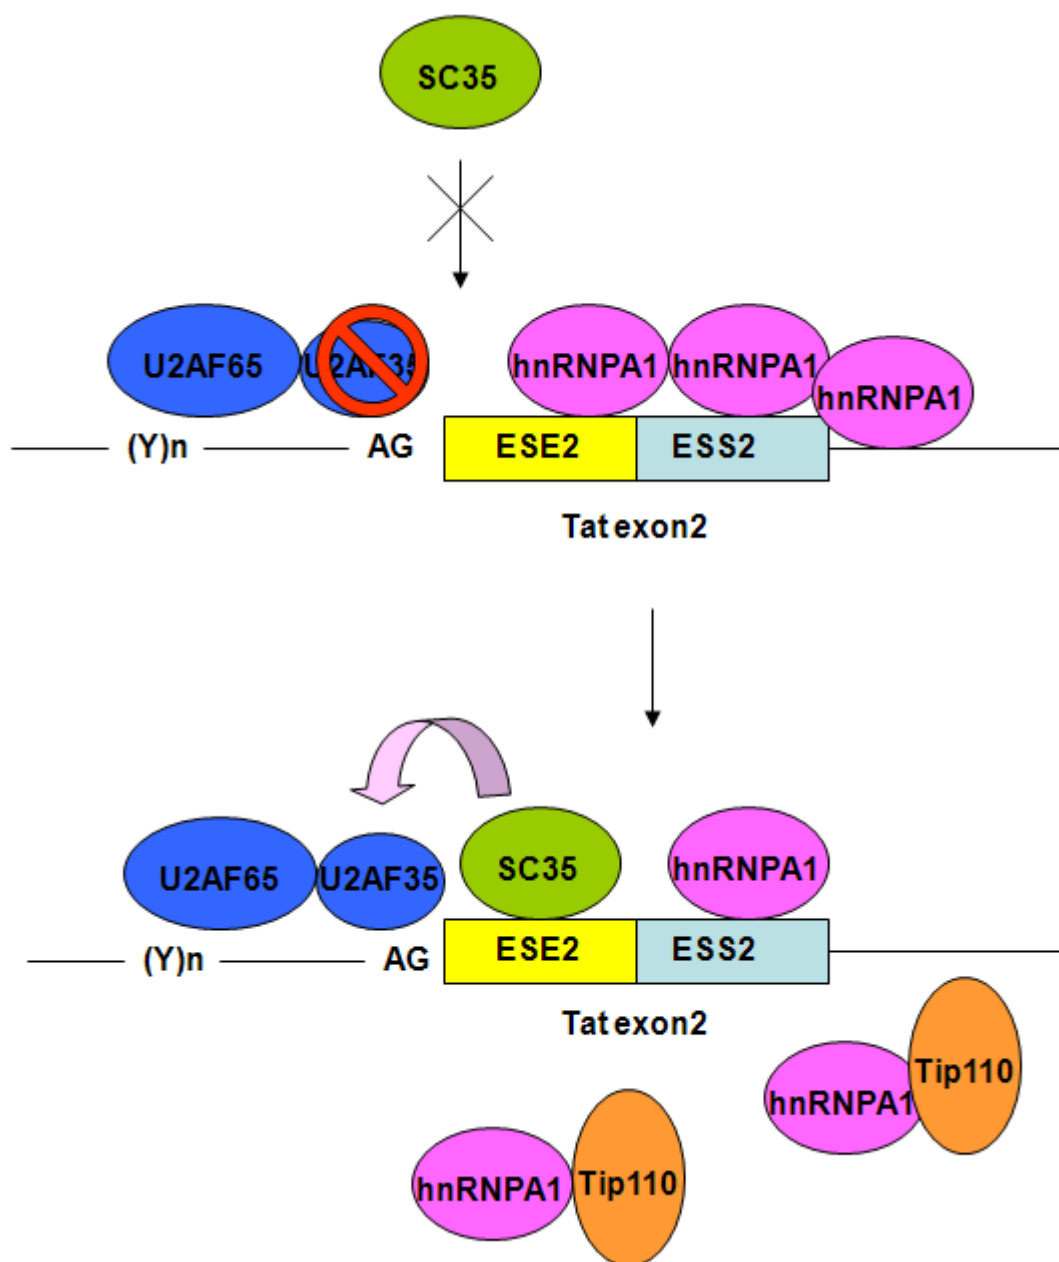 SC35
U2AF65
U2AF35
hnRNPA1
hnRNPA1
hnRNPA1
(Y)n
AG
ESE2
ESS2
Tat exon2
U2AF65
U2AF35
SC35
hnRNPA1
(Y)n
AG
ESE2
ESS2
Tat exon2
hnRNPA1
Tip110
hnRNPA1
Tip110